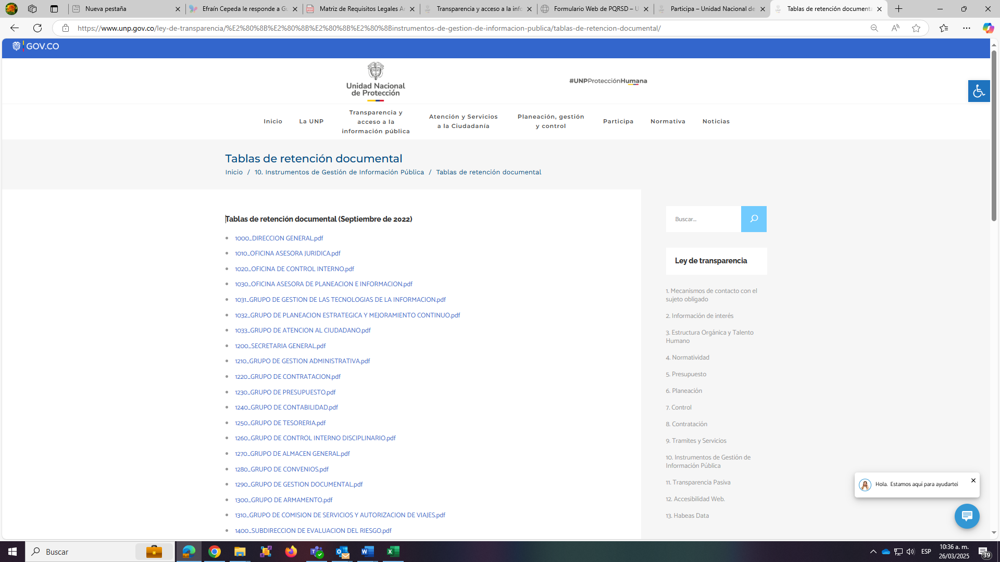 Nueva pestaña
Efraín Cepeda le responde a Gu
Matriz de Requisitos Legales An
Transparencia y acceso a la info
Formulario Web de PQRSD – U
Participa – Unidad Nacional de
Tablas de retención documenta
https://www.unp.gov.co/ley-de-transparencia/%E2%80%8B%E2%80%8B%E2%80%8B%E2%80%8Binstrumentos-de-gestion-de-informacion-publica/tablas-de-retencion-documental/
GOV.CO
Unidad Nacional
de Protección
#UNPProtecciónHumana
Inicio
La UNP
Transparencia y
acceso a la
información pública
Atención y Servicios
a la Ciudadanía
Planeación, gestión
y control
Participa
Normativa
Noticias
Tablas de retención documental
Inicio / 10. Instrumentos de Gestión de Información Pública / Tablas de retención documental
Tablas de retención documental (Septiembre de 2022)
1000_DIRECCION GENERAL.pdf
1010_OFICINA ASESORA JURIDICA.pdf
1020_OFICINA DE CONTROL INTERNO.pdf
1030_OFICINA ASESORA DE PLANEACION E INFORMACION.pdf
1031_GRUPO DE GESTION DE LAS TECNOLOGIAS DE LA INFORMACION.pdf
1032_GRUPO DE PLANEACION ESTRATEGICA Y MEJORAMIENTO CONTINUO.pdf
1033_GRUPO DE ATENCION AL CIUDADANO.pdf
1200_SECRETARIA GENERAL.pdf
1210_GRUPO DE GESTION ADMINISTRATIVA.pdf
1220_GRUPO DE CONTRATACION.pdf
1230_GRUPO DE PRESUPUESTO.pdf
1240_GRUPO DE CONTABILIDAD.pdf
1250_GRUPO DE TESORERIA.pdf
1260_GRUPO DE CONTROL INTERNO DISCIPLINARIO.pdf
1270_GRUPO DE ALMACEN GENERAL.pdf
1280_GRUPO DE CONVENIOS.pdf
1290_GRUPO DE GESTION DOCUMENTAL.pdf
1300_GRUPO DE ARMAMENTO.pdf
1310_GRUPO DE COMISION DE SERVICIOS Y AUTORIZACION DE VIAJES.pdf
1400_SUBDIRECCION DE EVALUACION DEL RIESGO.pdf
Buscar...
Ley de transparencia
1. Mecanismos de contacto con el
sujeto obligado
2. Información de interés
3. Estructura Orgánica y Talento
Humano
4. Normatividad
5. Presupuesto
6. Planeación
7. Control
8. Contratación
9. Tramites y Servicios
10. Instrumentos de Gestión de
Información Pública
11. Transparencia Pasiva
12. Accesibilidad Web.
13. Habeas Data
Hola. Estamos aqui para ayudarteí
Buscar
ESP
10:36 a. m.
26/03/2025
39